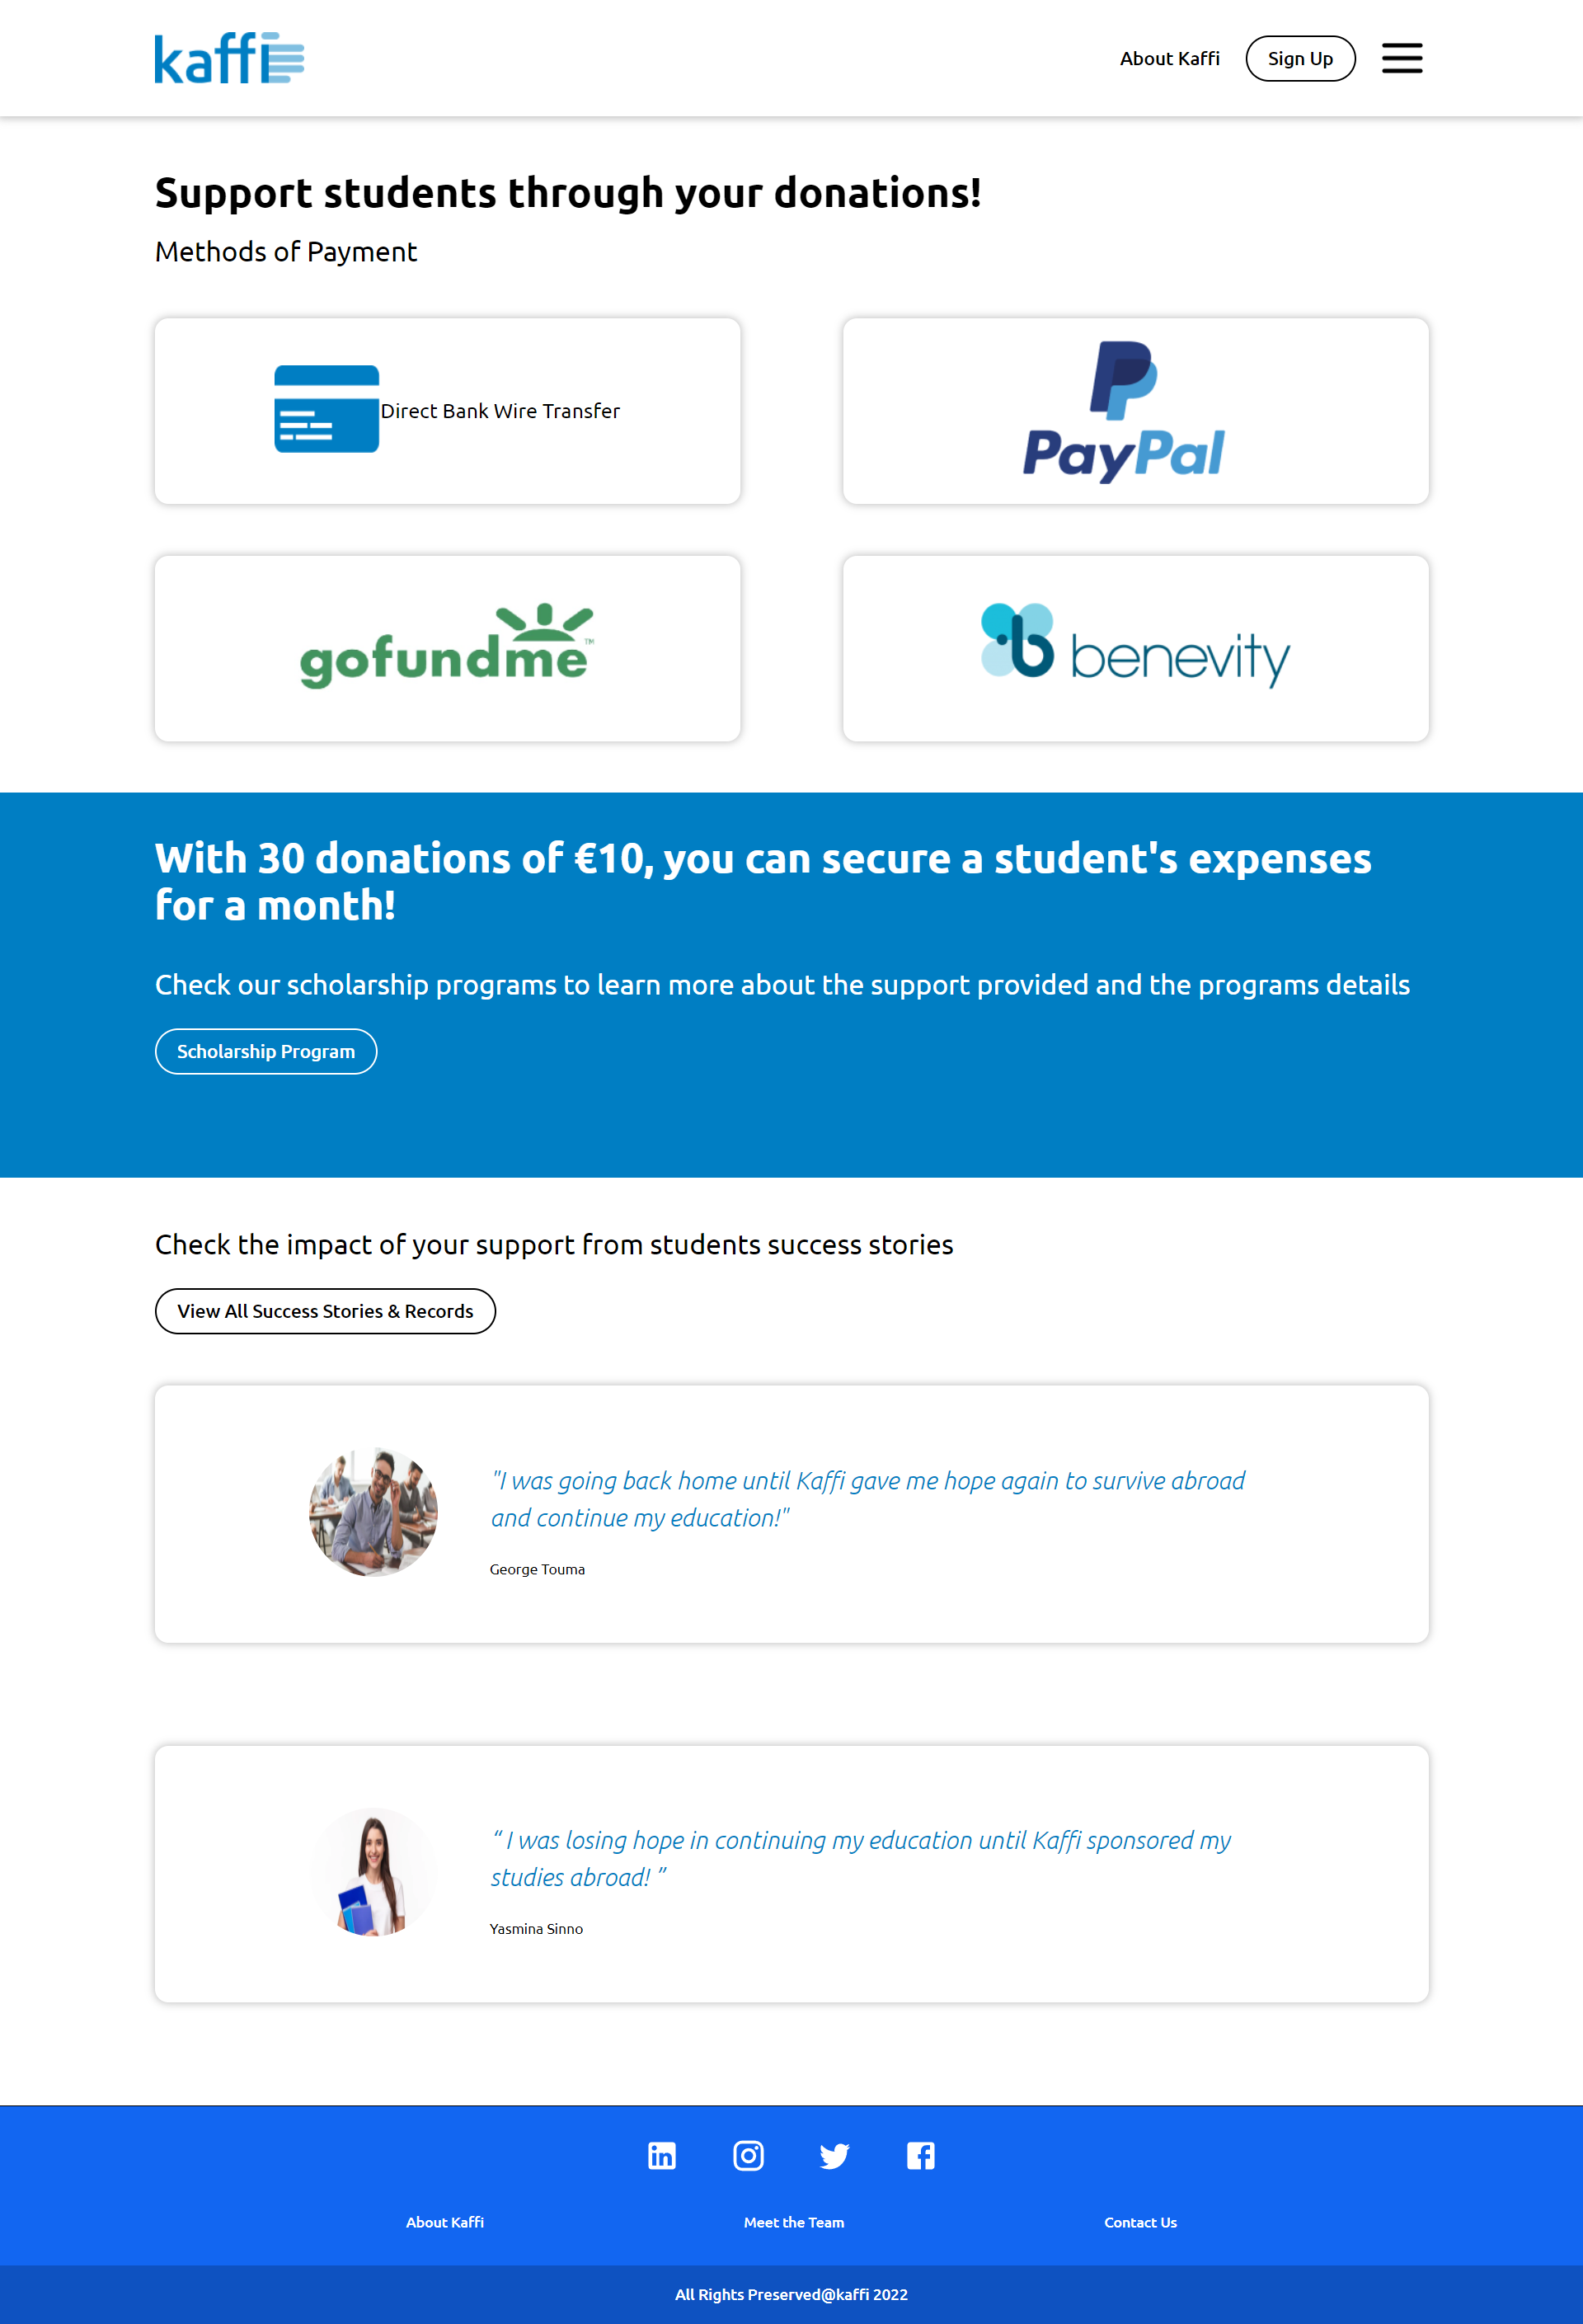 kaffi
About Kaffi
Sign Up
Support students through your donations!
Methods of Payment
Direct Bank Wire Transfer
PayPal
gofundme™
benevity
With 30 donations of €10, you can secure a student's expenses
for a month!
Check our scholarship programs to learn more about the support provided and the programs details
Scholarship Program
Check the impact of your support from students success stories
View All Success Stories & Records
"I was going back home until Kaffi gave me hope again to survive abroad
and continue my education!"
George Touma
“ I was losing hope in continuing my education until Kaffi sponsored my
studies abroad! ”
Yasmina Sinno
About Kaffi
Meet the Team
Contact Us
All Rights Preserved@kaffi 2022